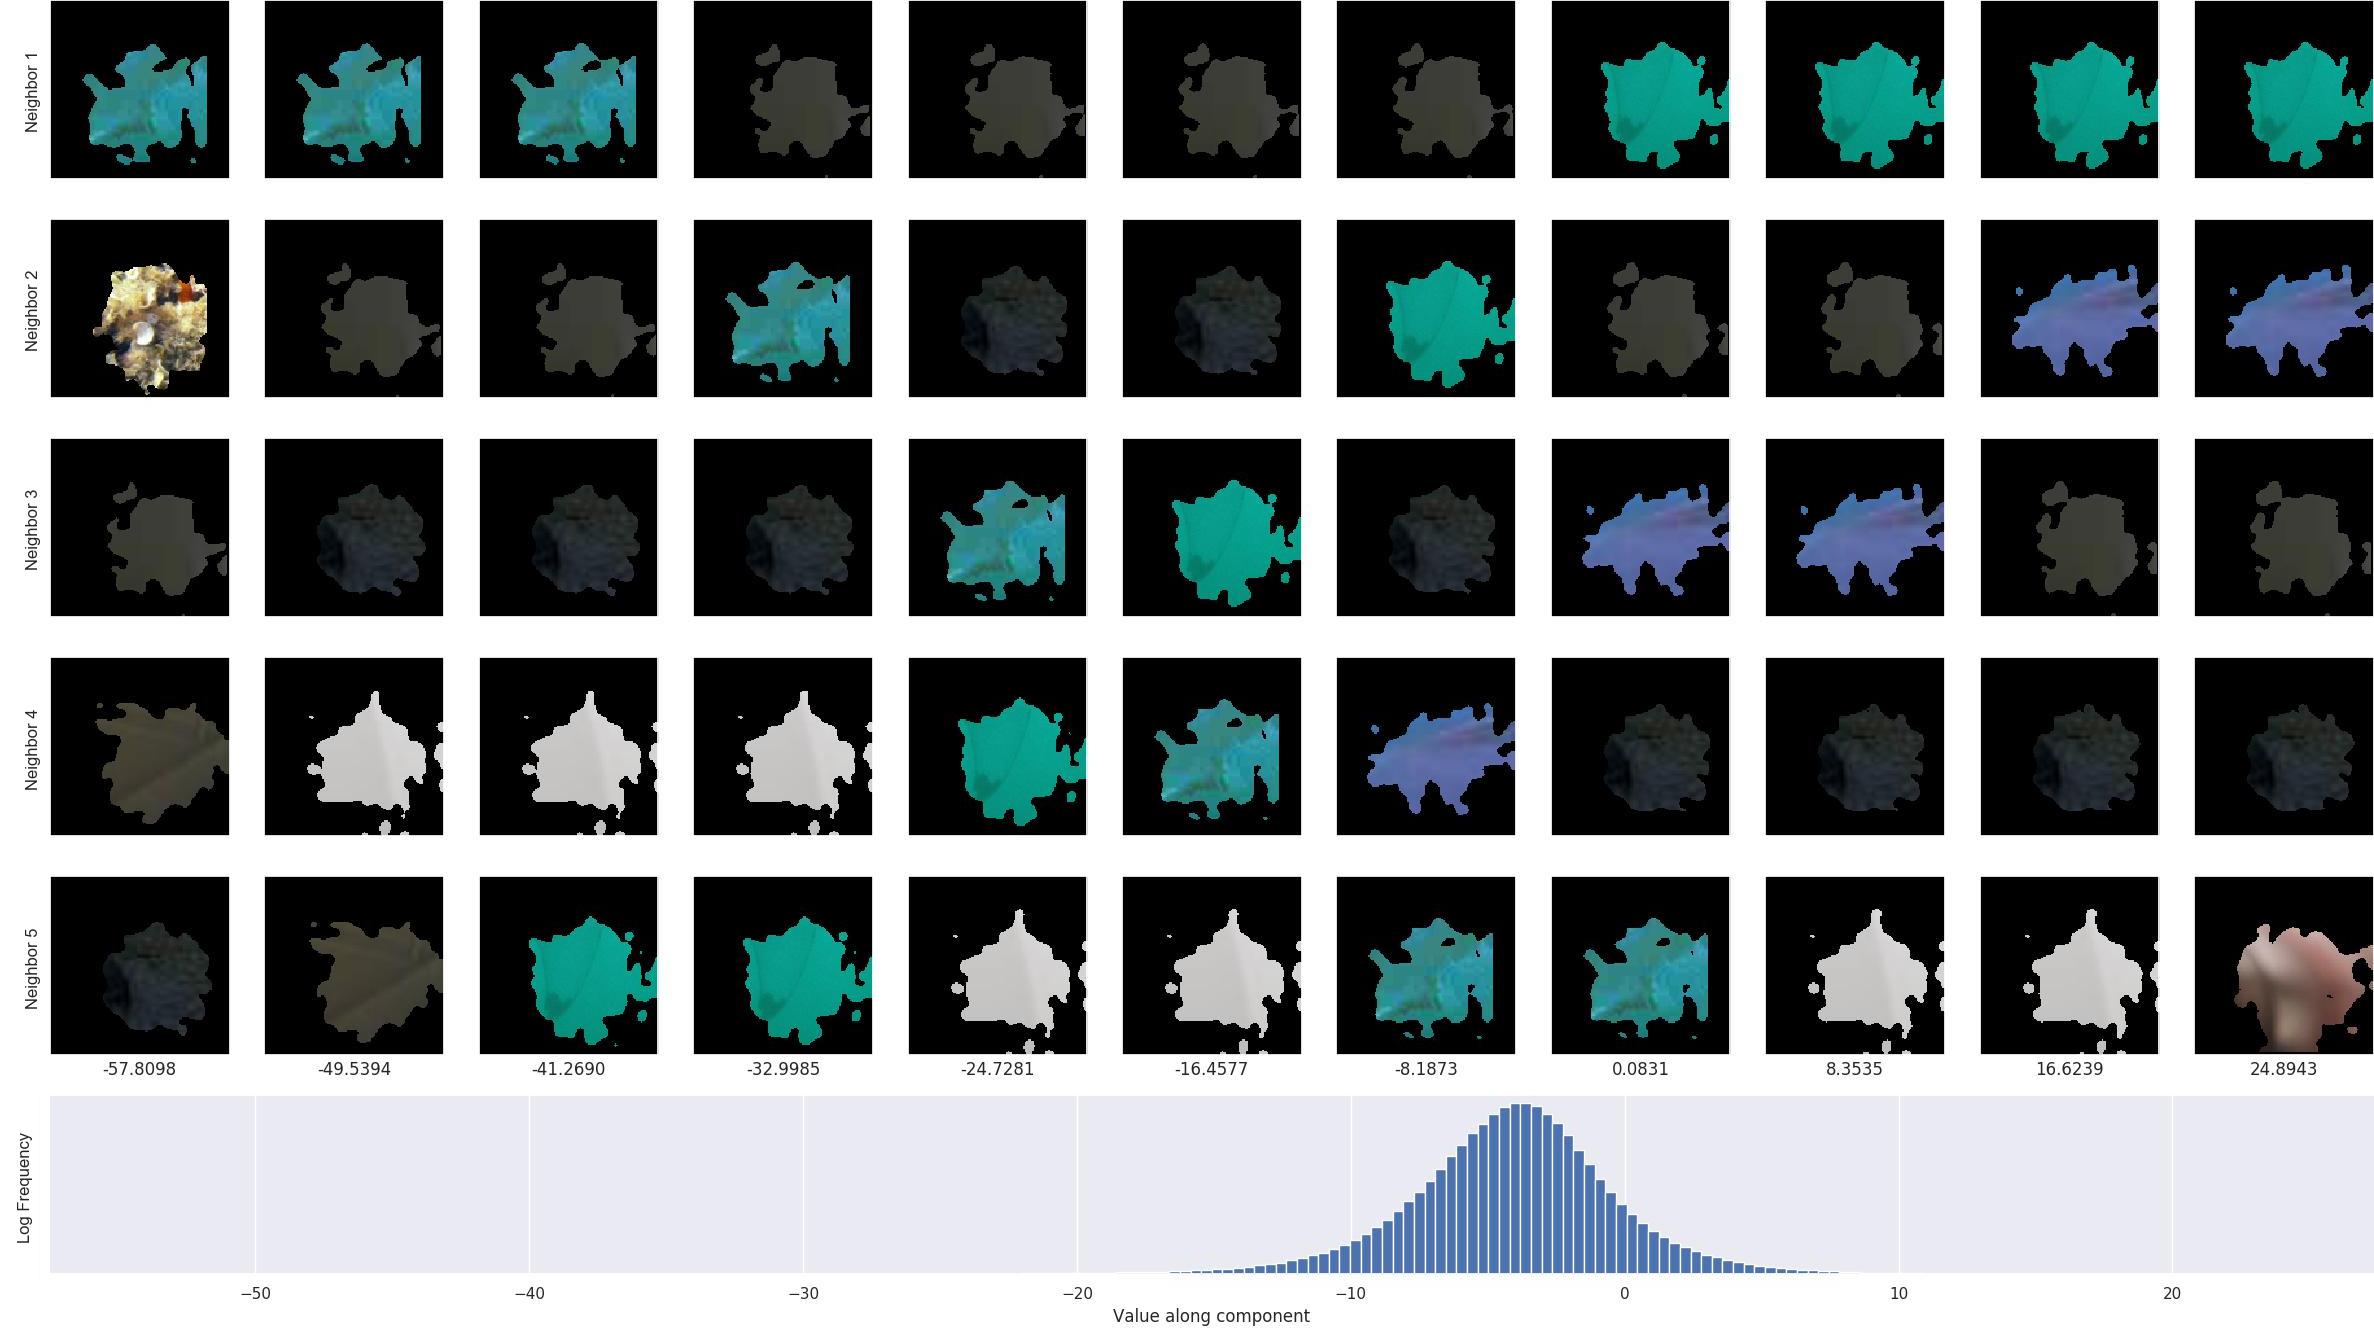 Neighbor 1
Neighbor 2
Neighbor 3
Neighbor 4
Neighbor 5
-57.8098 -49.5394 -41.2690 -32.9985 -24.7281 -16.4577 -8.1873 0.0831 8.3535 16.6239 24.8943
Log Frequency
−50 −40 −30 −20 −10 0 10 20
Value along component